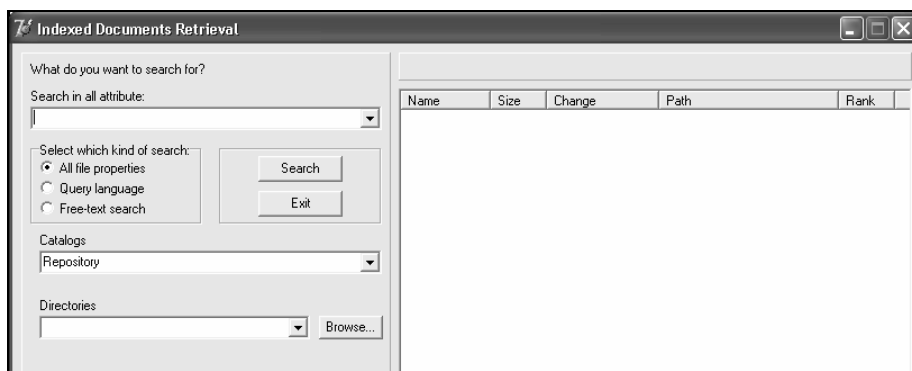 Indexed Documents Retrieval
What do you want to search for?
Search in all attribute:
Select which kind of search:
All file properties
Query language
Free-text search
Search
Exit
Catalogs
Repository
Directories
Browse...
Name Size Change Path Rank